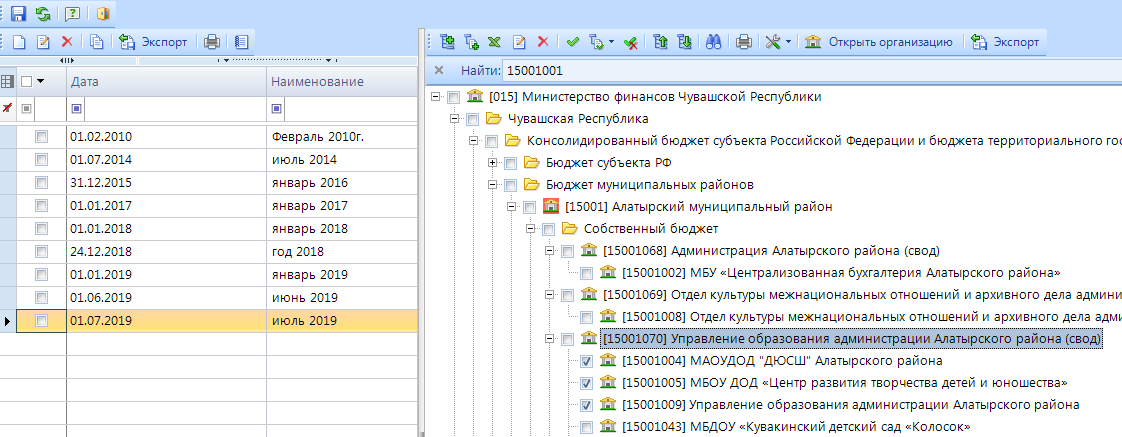 Экспорт
Открыть организацию
Экспорт
Найти: 15001001
Дата Наименование
01.02.2010 Февраль 2010г.
01.07.2014 июль 2014
31.12.2015 январь 2016
01.01.2017 январь 2017
01.01.2018 январь 2018
24.12.2018 год 2018
01.01.2019 январь 2019
01.06.2019 июнь 2019
01.07.2019 июль 2019
[015] Министерство финансов Чувашской Республики
Чувашская Республика
Консолидированный бюджет субъекта Российской Федерации и бюджета территориального гос
Бюджет субъекта РФ
Бюджет муниципальных районов
[15001] Алатырский муниципальный район
Собственный бюджет
[15001068] Администрация Алатырского района (свод)
[15001002] МБУ «Централизованная бухгалтерия Алатырского района»
[15001069] Отдел культуры межнациональных отношений и архивного дела админи
[15001008] Отдел культуры межнациональных отношений и архивного дела адм
[15001070] Управление образования администрации Алатырского района (свод)
[15001004] МАОУДОД "ДЮСШ" Алатырского района
[15001005] МБОУ ДОД «Центр развития творчества детей и юношества»
[15001009] Управление образования администрации Алатырского района
[15001043] МБДОУ «Кувакинский детский сад «Колосок»